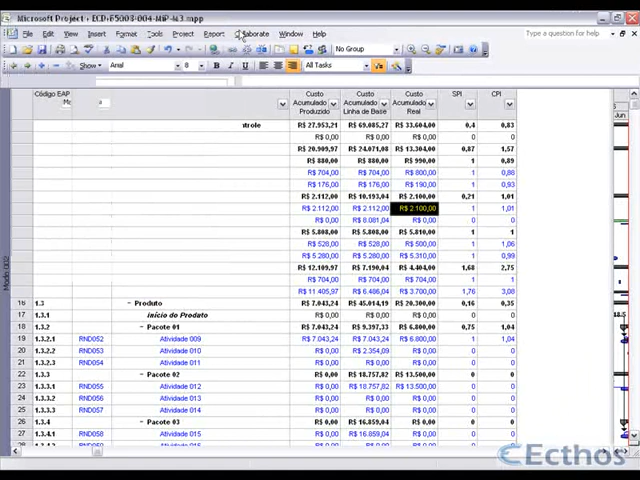 Microsoft Project - ECD+F5003-004-MiP-M3.mpp
File Edit View Insert Format Tools Project Report Collaborate Window Help
Type a question for help
No Group
Show Arial 8 B I U All Tasks
Código EAP
Custo Acumulado Produzido
Custo Acumulado Linha de Base
Custo Acumulado Real
SPI
CPI
Jun
ntrole R$ 27.953,21 R$ 69.085,27 R$ 33.604,00 0,4 0,83
R$ 0,00 R$ 0,00 R$ 0,00 0 0
R$ 20.909,97 R$ 24.071,08 R$ 13.304,00 0,87 1,57
R$ 880,00 R$ 880,00 R$ 990,00 1 0,89
R$ 704,00 R$ 704,00 R$ 800,00 1 0,88
R$ 176,00 R$ 176,00 R$ 190,00 1 0,93
R$ 2.112,00 R$ 10.193,04 R$ 2.100,00 0,21 1,01
R$ 2.112,00 R$ 2.112,00 R$ 2.100,00 1 1,01
R$ 0,00 R$ 8.081,04 R$ 0,00 0 0
R$ 5.808,00 R$ 5.808,00 R$ 5.810,00 1 1
R$ 528,00 R$ 528,00 R$ 500,00 1 1,06
R$ 5.280,00 R$ 5.280,00 R$ 5.310,00 1 0,99
R$ 12.109,97 R$ 7.190,04 R$ 4.404,00 1,68 2,75
R$ 704,00 R$ 704,00 R$ 704,00 1 1
R$ 11.405,97 R$ 6.486,04 R$ 3.700,00 1,76 3,08
16 1.3 Produto R$ 7.043,24 R$ 45.014,19 R$ 20.300,00 0,16 0,35
17 1.3.1 início do Produto R$ 0,00 R$ 0,00 R$ 0,00 0 0
18 1.3.2 Pacote 01 R$ 7.043,24 R$ 9.397,33 R$ 6.800,00 0,75 1,04
19 1.3.2.1 RND052 Atividade 009 R$ 7.043,24 R$ 7.043,24 R$ 6.800,00 1 1,04
20 1.3.2.2 RND053 Atividade 010 R$ 0,00 R$ 2.354,09 R$ 0,00 0 0
21 1.3.2.3 RND054 Atividade 011 R$ 0,00 R$ 0,00 R$ 0,00 0 0
22 1.3.3 Pacote 02 R$ 0,00 R$ 18.757,82 R$ 13.500,00 0 0
23 1.3.3.1 RND055 Atividade 012 R$ 0,00 R$ 18.757,82 R$ 13.500,00 0 0
24 1.3.3.2 RND056 Atividade 013 R$ 0,00 R$ 0,00 R$ 0,00 0 0
25 1.3.3.3 RND057 Atividade 014 R$ 0,00 R$ 0,00 R$ 0,00 0 0
26 1.3.4 Pacote 03 R$ 0,00 R$ 16.859,04 R$ 0,00 0 0
27 1.3.4.1 RND058 Atividade 015 R$ 0,00 R$ 16.859,04 R$ 0,00 0 0
Ecthos